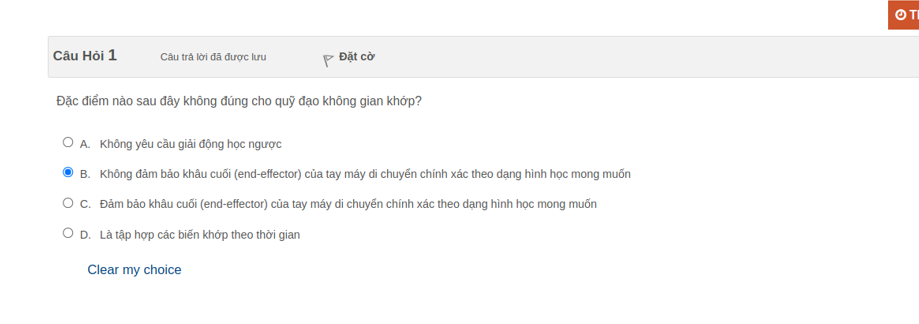 Câu Hỏi 1 Câu trả lời đã được lưu Đặt cờ
Đặc điểm nào sau đây không đúng cho quỹ đạo không gian khớp?
A. Không yêu cầu giải động học ngược
B. Không đảm bảo khâu cuối (end-effector) của tay máy di chuyển chính xác theo dạng hình học mong muốn
C. Đảm bảo khâu cuối (end-effector) của tay máy di chuyển chính xác theo dạng hình học mong muốn
D. Là tập hợp các biến khớp theo thời gian
Clear my choice